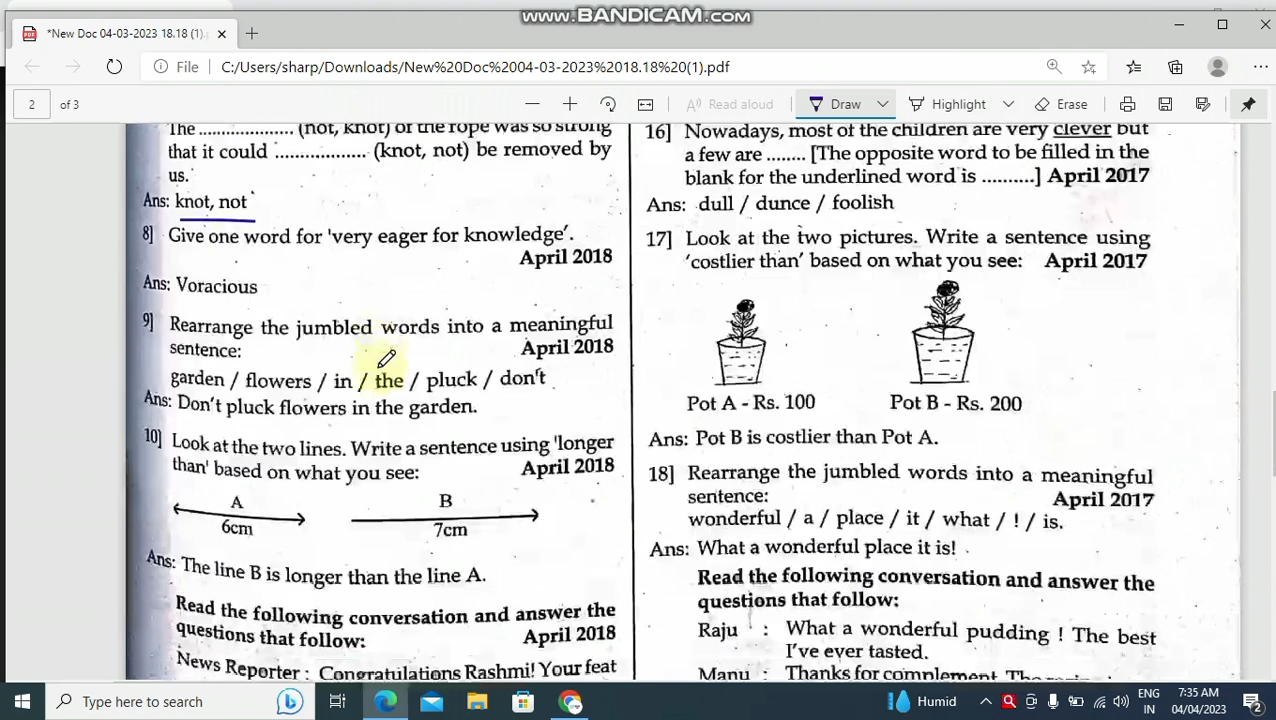 www.BANDICAM.com
*New Doc 04-03-2023 18.18 (1).p
File
C:/Users/sharp/Downloads/New%20Doc%2004-03-2023%2018.18%20(1).pdf
2
of 3
Read aloud
Draw
Highlight
Erase
The .................... (not, knot) of the rope was so strong
that it could .................. (knot, not) be removed by
us.
Ans: knot, not
8] Give one word for 'very eager for knowledge'.
April 2018
Ans: Voracious
9] Rearrange the jumbled words into a meaningful
sentence: April 2018
garden / flowers / in / the / pluck / don't
Ans: Don't pluck flowers in the garden.
10] Look at the two lines. Write a sentence using 'longer
than' based on what you see: April 2018
A B
6cm 7cm
Ans: The line B is longer than the line A.
Read the following conversation and answer the
questions that follow: April 2018
News Reporter : Congratulations Rashmi! Your feat
16] Nowadays, most of the children are very clever but
a few are ........ [The opposite word to be filled in the
blank for the underlined word is ..........] April 2017
Ans: dull / dunce / foolish
17] Look at the two pictures. Write a sentence using
'costlier than' based on what you see: April 2017
Pot A - Rs. 100 Pot B - Rs. 200
Ans: Pot B is costlier than Pot A.
18] Rearrange the jumbled words into a meaningful
sentence: April 2017
wonderful / a / place / it / what / ! / is.
Ans: What a wonderful place it is!
Read the following conversation and answer the
questions that follow:
Raju : What a wonderful pudding ! The best
I've ever tasted.
Manu : Thanks for complement. The
Type here to search
Humid
ENG
IN
7:35 AM
04/04/2023
2